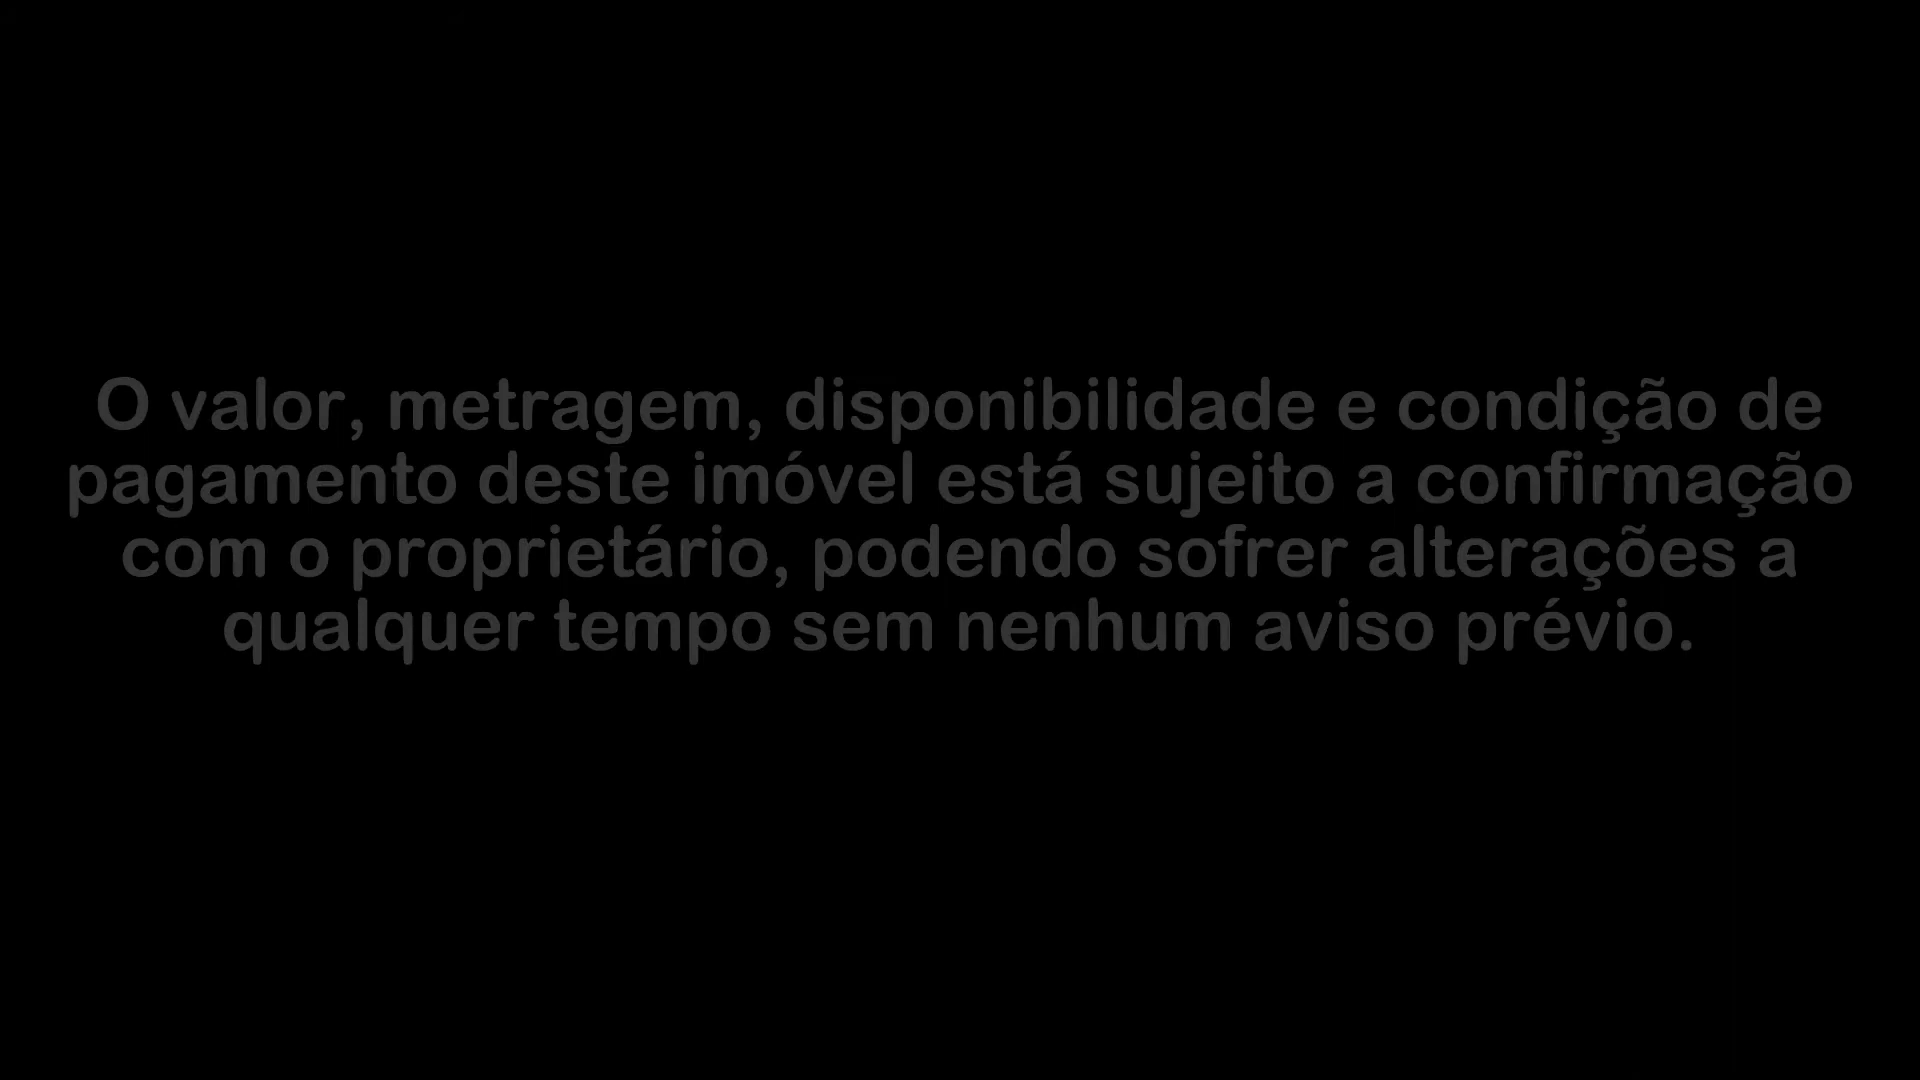 O valor, metragem, disponibilidade e condição de
pagamento deste imóvel está sujeito a confirmação
com o proprietário, podendo sofrer alterações a
qualquer tempo sem nenhum aviso prévio.